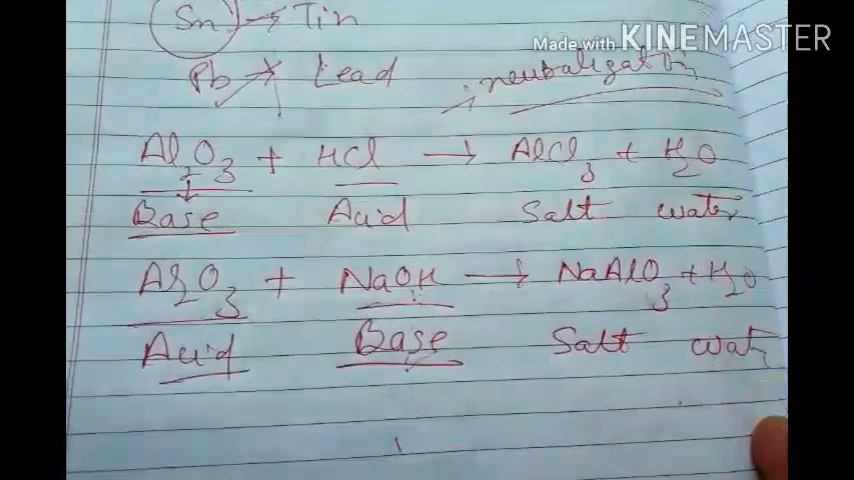 Sn → Tin
Made with KINEMASTER
Pb → Lead
neutralization
Al2O3 + HCl → AlCl3 + H2O
Base Acid Salt water
Al2O3 + NaOH → NaAlO3 + H2O
Acid Base Salt wat